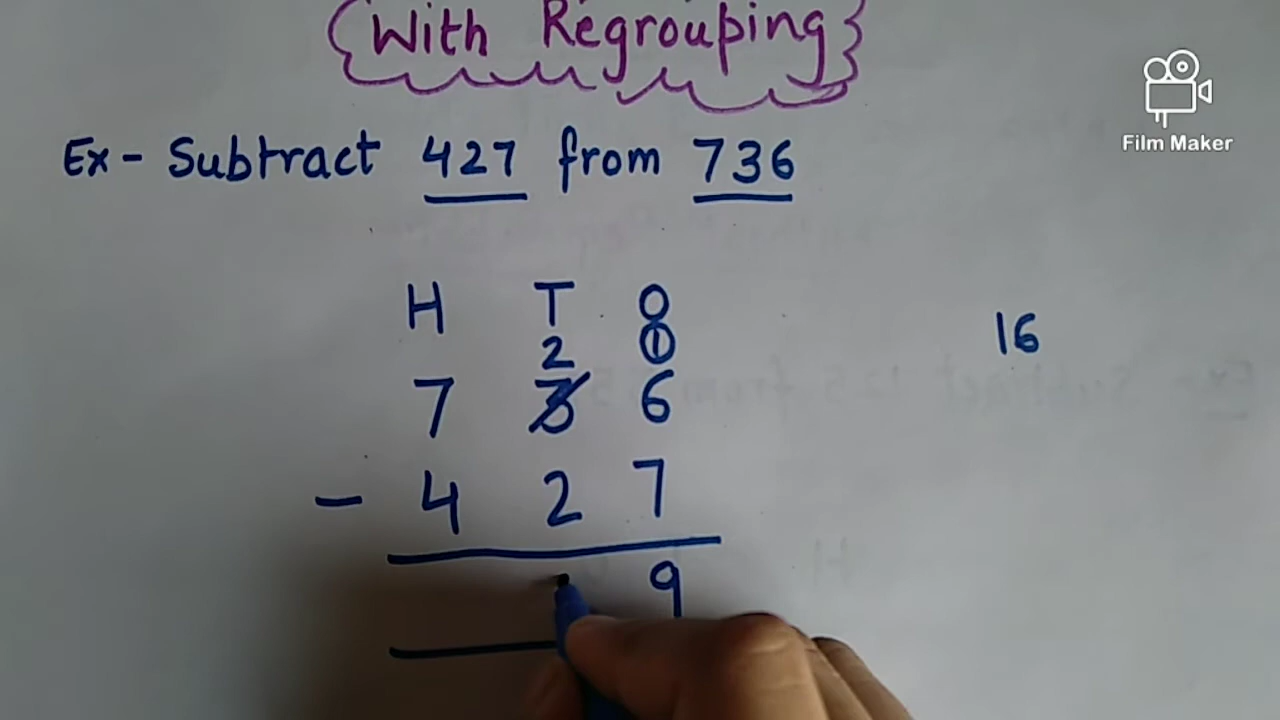 With Regrouping
Film Maker
Ex- Subtract 427 from 736
H T O
2 1
16
7 3 6
- 4 2 7
9